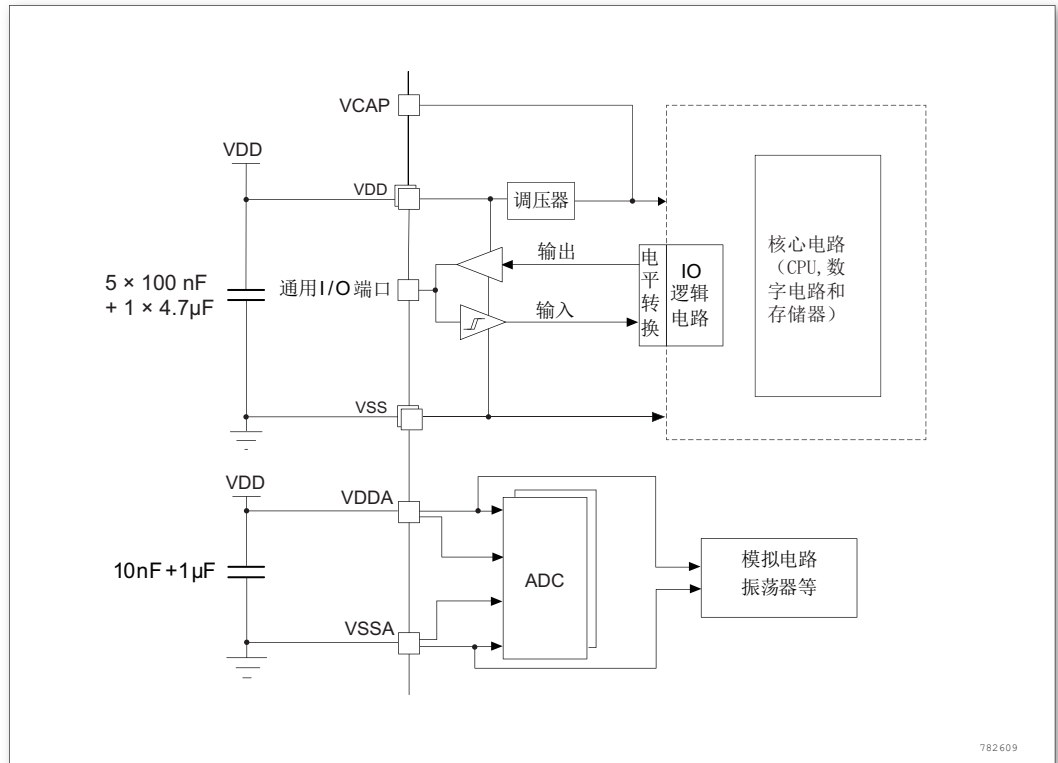 VCAP
VDD
VDD
调压器
输出
电平转换
IO
逻辑
电路
核心电路
（CPU,数
字电路和
存储器）
5 × 100 nF
+ 1 × 4.7µF
通用I/O端口
输入
VSS
VDD
VDDA
10nF+1µF
ADC
模拟电路
振荡器等
VSSA
782609